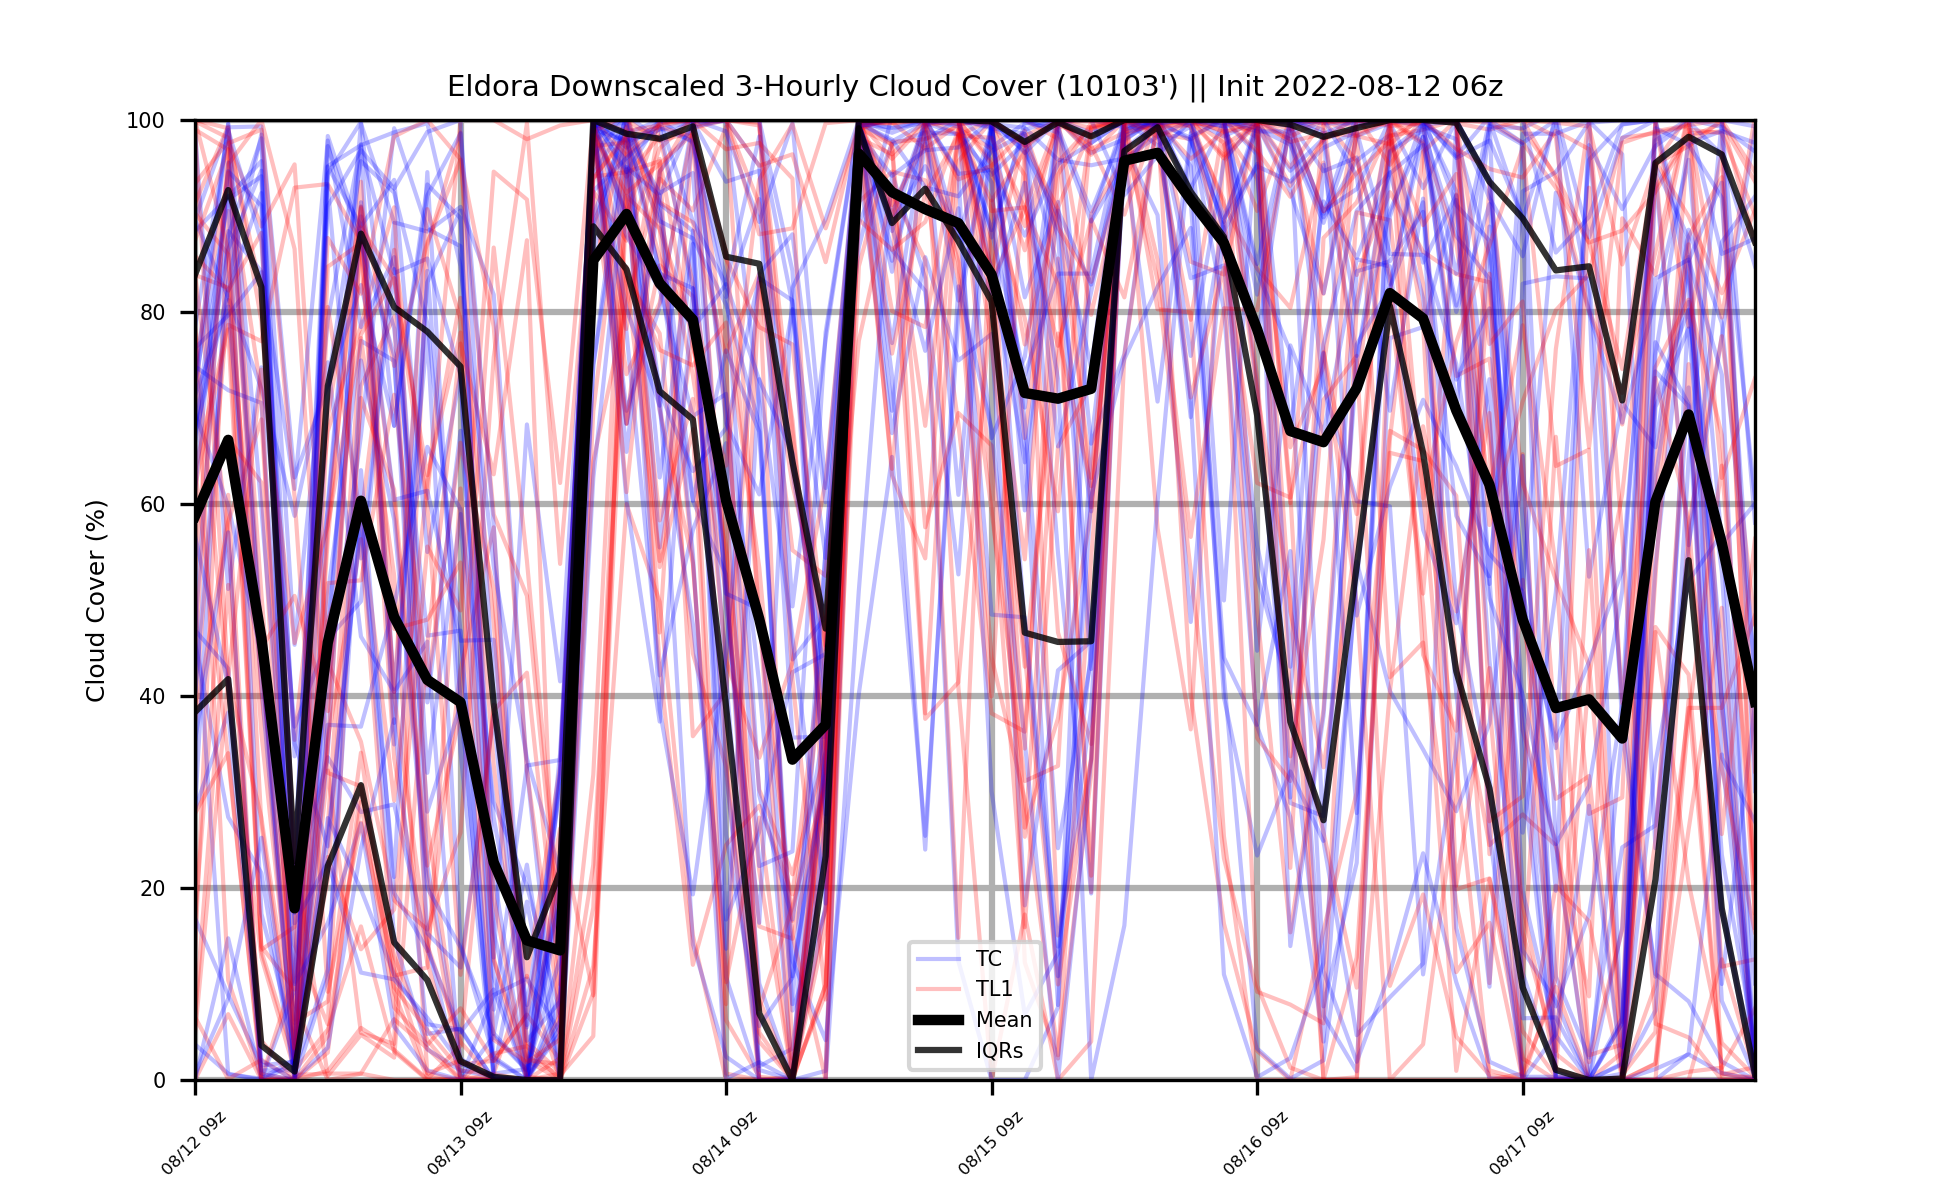 Eldora Downscaled 3-Hourly Cloud Cover (10103') || Init 2022-08-12 06z
100
80
60
40
20
0
Cloud Cover (%)
TC
TL1
Mean
IQRs
08/12 09z
08/13 09z
08/14 09z
08/15 09z
08/16 09z
08/17 09z